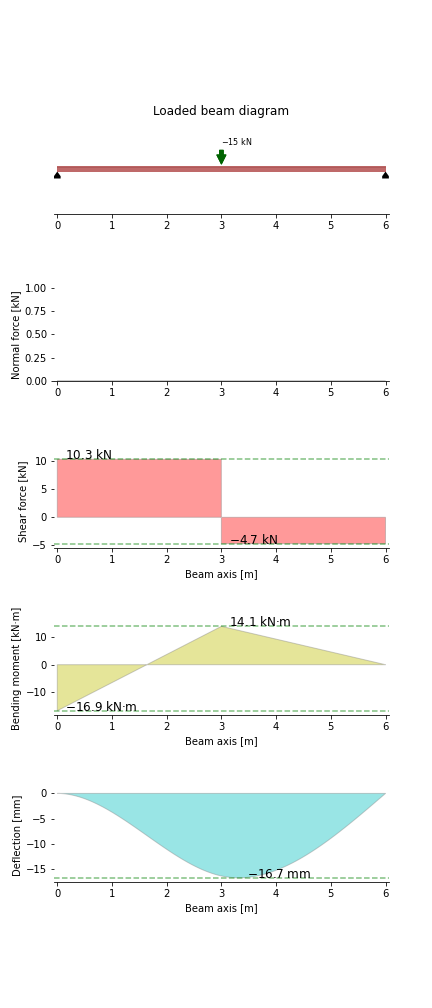 Loaded beam diagram
−15 kN
0 1 2 3 4 5 6
1.00
0.75
0.50
0.25
0.00
Normal force [kN]
0 1 2 3 4 5 6
10.3 kN
10
5
0
−5
Shear force [kN]
−4.7 kN
0 1 2 3 4 5 6
Beam axis [m]
14.1 kN·m
10
0
−10
Bending moment [kN·m]
−16.9 kN·m
0 1 2 3 4 5 6
Beam axis [m]
0
−5
−10
−15
Deflection [mm]
−16.7 mm
0 1 2 3 4 5 6
Beam axis [m]